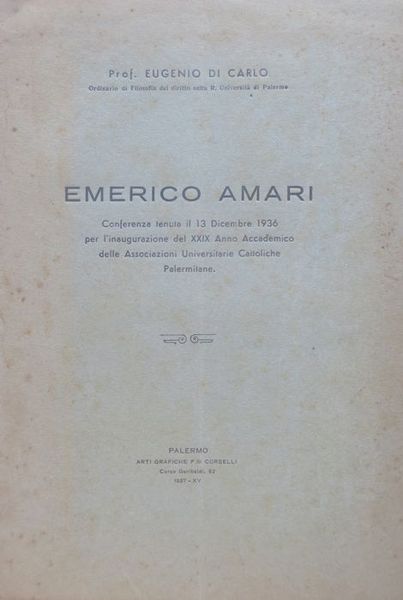 Prof. EUGENIO DI CARLO
Ordinario di Filosofia del diritto nella R. Università di Palermo
EMERICO AMARI
Conferenza tenuta il 13 Dicembre 1936
per l'inaugurazione del XXIX Anno Accademico
delle Associazioni Universitarie Cattoliche
Palermitane.
PALERMO
ARTI GRAFICHE F.lli CORSELLI
Corso Garibaldi, 62
1937 - XV